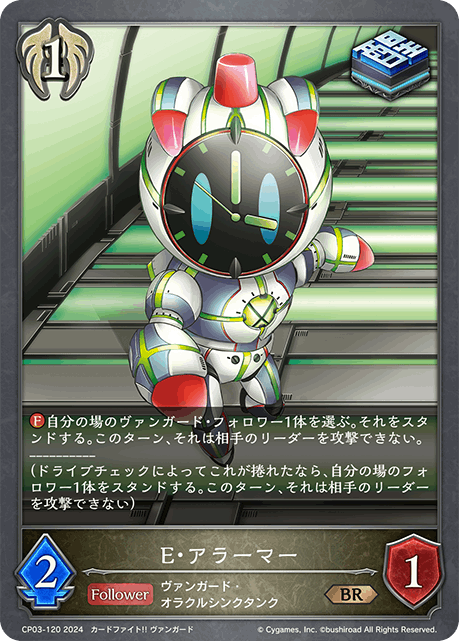 1
引
F 自分の場のヴァンガード・フォロワー1体を選ぶ。それをスタ
ンドする。このターン、それは相手のリーダーを攻撃できない。
----------
(ドライブチェックによってこれが捲れたなら、自分の場のフォ
ロワー1体をスタンドする。このターン、それは相手のリーダー
を攻撃できない)
E・アラーマー
2
Follower
ヴァンガード・
オラクルシンクタンク
BR
1
CP03-120 2024 カードファイト!! ヴァンガード
© Cygames, Inc. ©bushiroad All Rights Reserved.